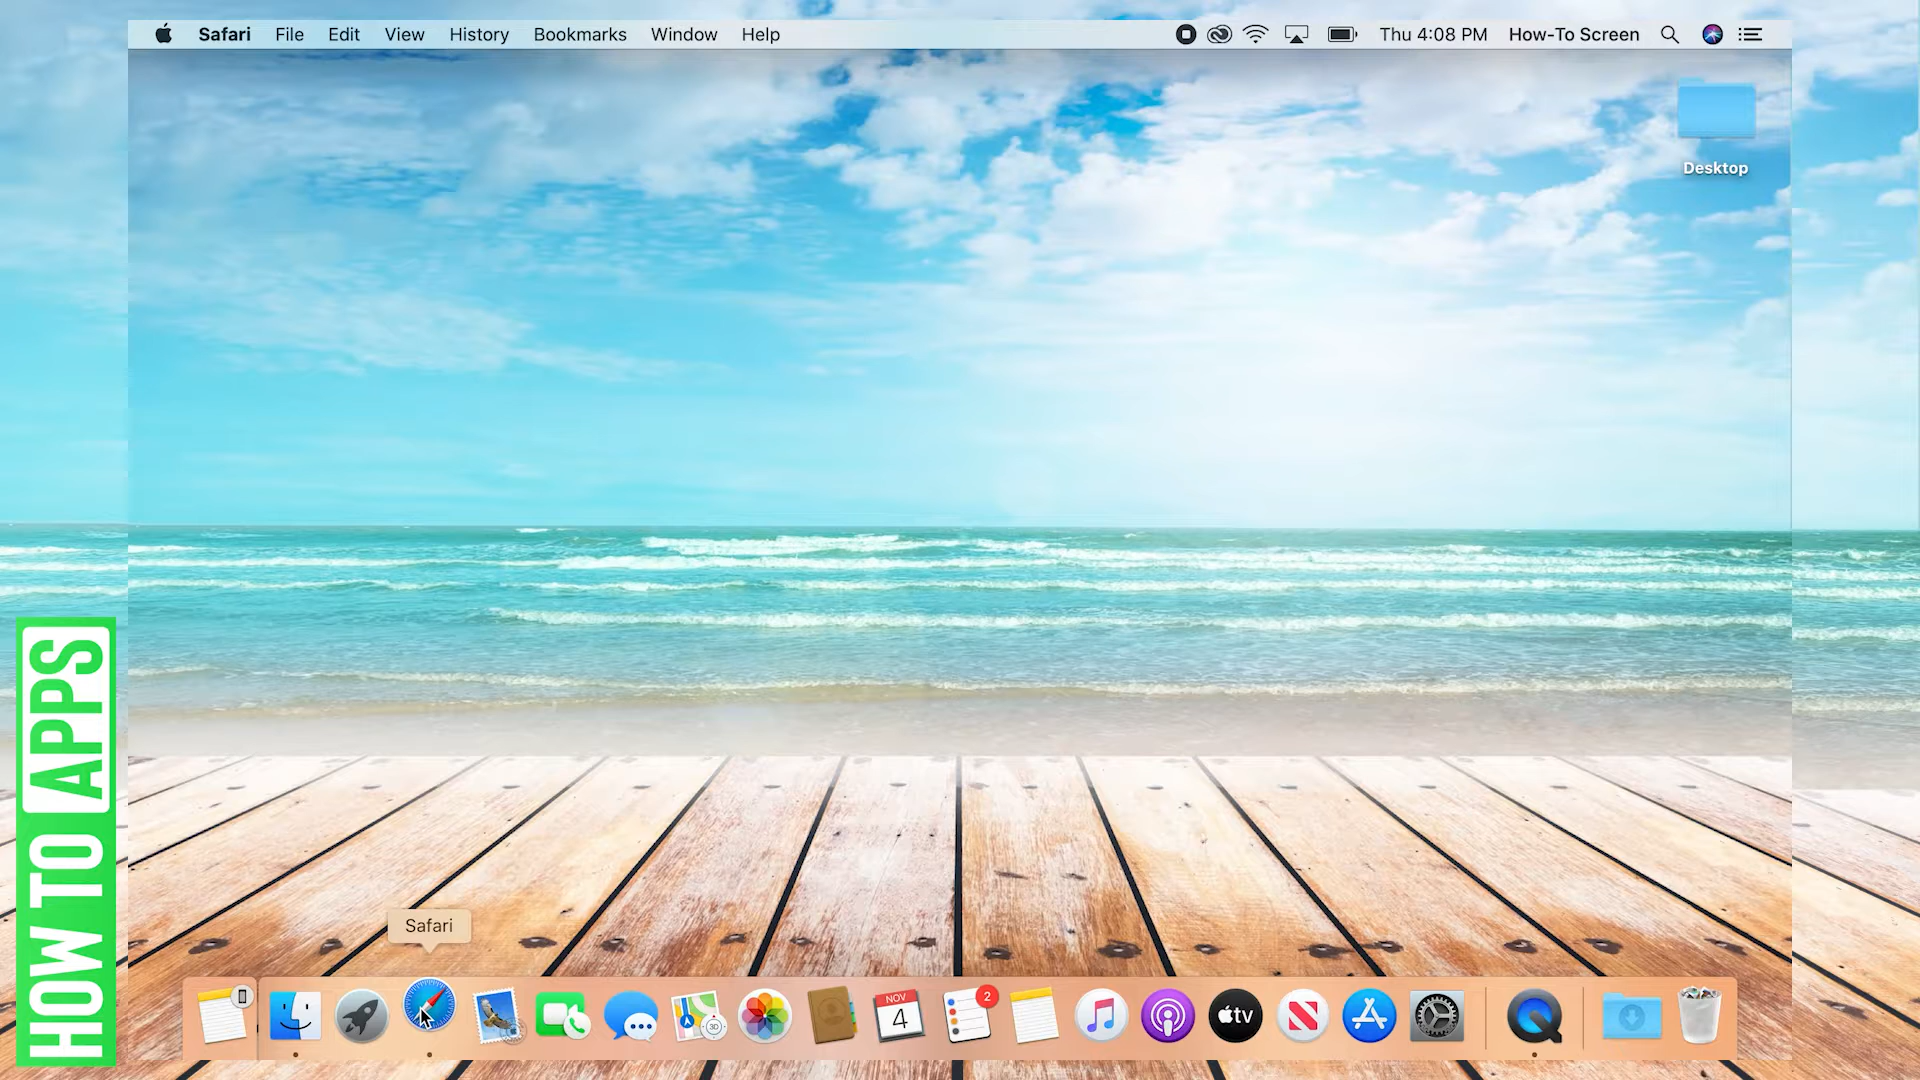 Safari File Edit View History Bookmarks Window Help Thu 4:08 PM How-To Screen
Desktop
HOW TO APPS
Safari
3D
NOV
4
2
tv